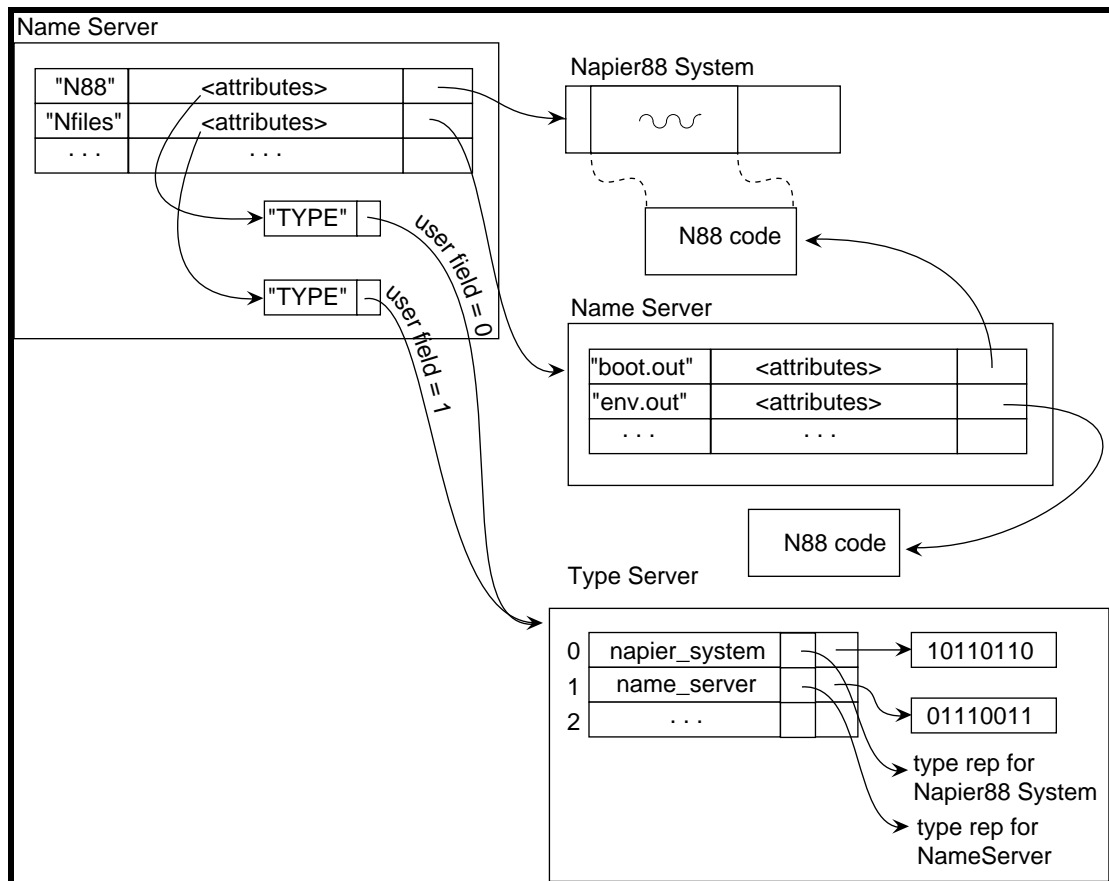 Name Server
"N88" <attributes>
"Nfiles" <attributes>
. . . . . .
"TYPE"
"TYPE"
user field = 0
user field = 1
Napier88 System
N88 code
Name Server
"boot.out" <attributes>
"env.out" <attributes>
. . . . . .
N88 code
Type Server
0 napier_system 10110110
1 name_server
2 . . . 01110011
type rep for
Napier88 System
type rep for
NameServer